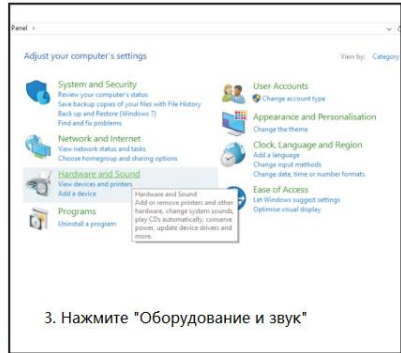 Panel
Adjust your computer's settings
View by: Category
System and Security
Review your computer's status
Save backup copies of your files with File History
Back up and Restore (Windows 7)
Find and fix problems
Network and Internet
View network status and tasks
Choose homegroup and sharing options
Hardware and Sound
View devices and printers
Add a device
Programs
Uninstall a program
Hardware and Sound
Add or remove printers and other
hardware, change system sounds,
play CDs automatically, conserve
power, update device drivers and
more.
User Accounts
Change account type
Appearance and Personalisation
Change the theme
Clock, Language and Region
Add a language
Change input methods
Change date, time or number formats
Ease of Access
Let Windows suggest settings
Optimise visual display
3. Нажмите "Оборудование и звук"